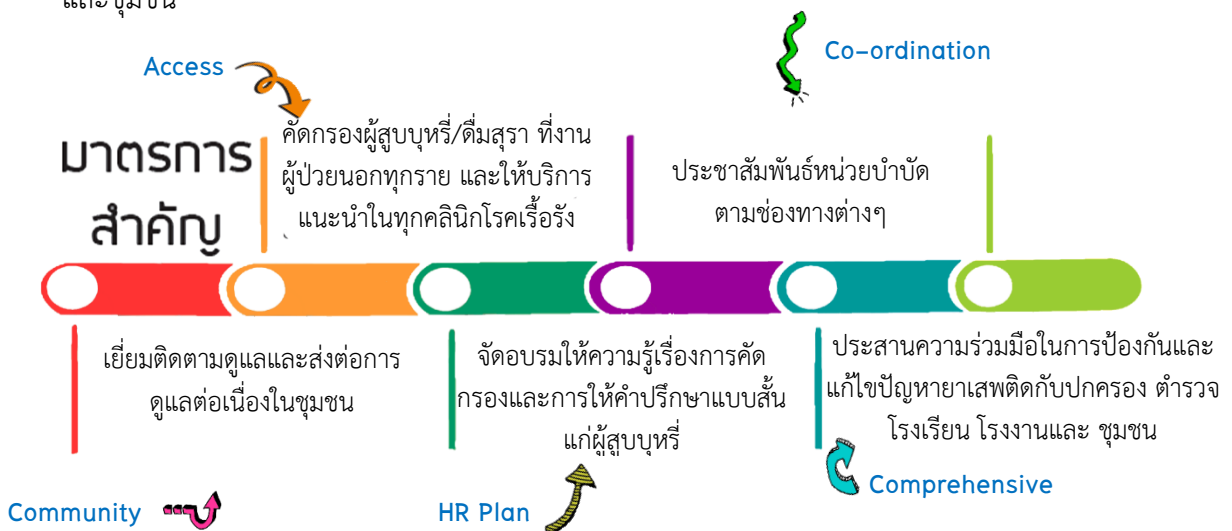 และชุมชน
Access
Co-ordination
มาตรการ
สำคัญ
คัดกรองผู้สูบบุหรี่/ดื่มสุรา ที่งาน
ผู้ป่วยนอกทุกราย และให้บริการ
แนะนำในทุกคลินิกโรคเรื้อรัง
ประชาสัมพันธ์หน่วยบำบัด
ตามช่องทางต่างๆ
เยี่ยมติดตามดูแลและส่งต่อการ
ดูแลต่อเนื่องในชุมชน
จัดอบรมให้ความรู้เรื่องการคัด
กรองและการให้คำปรึกษาแบบสั้น
แก่ผู้สูบบุหรี่
ประสานความร่วมมือในการป้องกันและ
แก้ไขปัญหายาเสพติดกับปกครอง ตำรวจ
โรงเรียน โรงงานและ ชุมชน
Community
HR Plan
Comprehensive